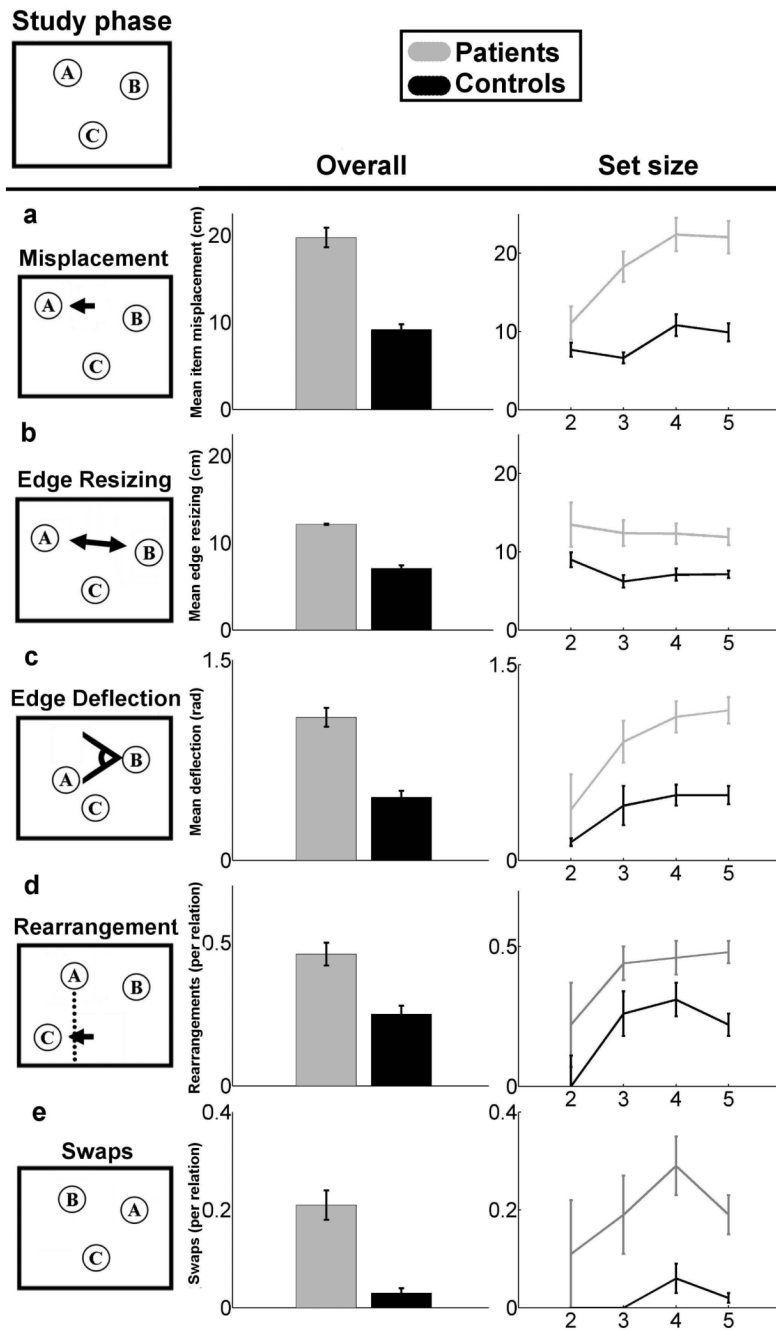 Study phase
A
B
C
Patients
Controls
Overall
Set size
a
Misplacement
A
B
C
Mean item misplacement (cm)
20
10
0
20
10
0
2 3 4 5
b
Edge Resizing
A
B
C
Mean edge resizing (cm)
20
10
0
20
10
0
2 3 4 5
c
Edge Deflection
A
B
C
Mean deflection (rad)
1.5
0
1.5
0
2 3 4 5
d
Rearrangement
A
B
C
Rearrangements (per relation)
0.5
0
0.5
0
2 3 4 5
e
Swaps
B
A
C
Swaps (per relation)
0.4
0.2
0
0.4
0.2
0
2 3 4 5